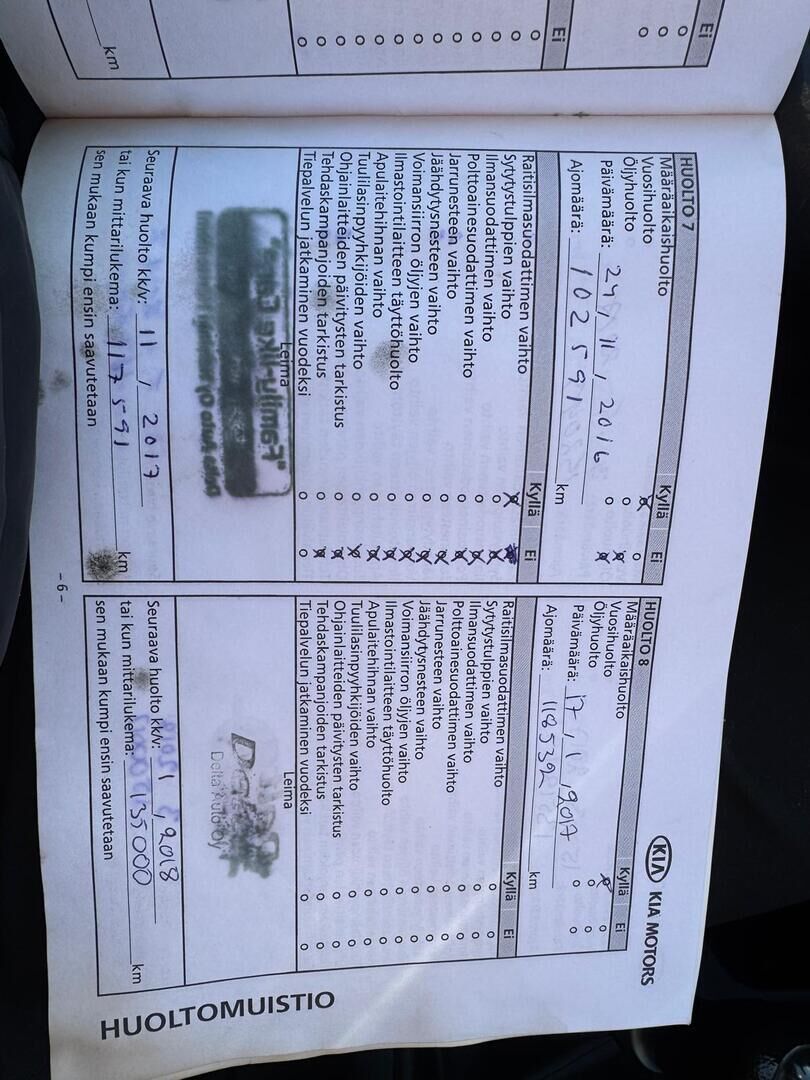 Ei
km
KIA KIA MOTORS
HUOLTO 7
Kyllä Ei
Määräaikaishuolto
Vuosihuolto
Öljyhuolto
Päivämäärä: 24, 11, 2016
Ajomäärä: 102591 km
Kyllä Ei
Raitisilmasuodattimen vaihto
Sytytystulppien vaihto
Ilmansuodattimen vaihto
Polttoainesuodattimen vaihto
Jarrunesteen vaihto
Jäähdytysnesteen vaihto
Voimansiirron öljyjen vaihto
Ilmastointilaitteen täyttöhuolto
Apulaitehihnan vaihto
Tuulilasinpyyhkijöiden vaihto
Ohjainlaitteiden päivitysten tarkistus
Tehdaskampanjoiden tarkistus
Tiepalvelun jatkaminen vuodeksi
Leima
Seuraava huolto kk/v: 11, 2017
tai kun mittarilukema: 117591 km
sen mukaan kumpi ensin saavutetaan
HUOLTO 8
Kyllä Ei
Määräaikaishuolto
Vuosihuolto
Öljyhuolto
Päivämäärä: 17, 1, 2017
Ajomäärä: 118532 km
Kyllä Ei
Raitisilmasuodattimen vaihto
Sytytystulppien vaihto
Ilmansuodattimen vaihto
Polttoainesuodattimen vaihto
Jarrunesteen vaihto
Jäähdytysnesteen vaihto
Voimansiirron öljyjen vaihto
Ilmastointilaitteen täyttöhuolto
Apulaitehihnan vaihto
Tuulilasinpyyhkijöiden vaihto
Ohjainlaitteiden päivitysten tarkistus
Tehdaskampanjoiden tarkistus
Tiepalvelun jatkaminen vuodeksi
Leima
Delta Auto Oy
Seuraava huolto kk/v: 1, 2018
tai kun mittarilukema: 135000 km
sen mukaan kumpi ensin saavutetaan
HUOLTOMUISTIO
- 6 -